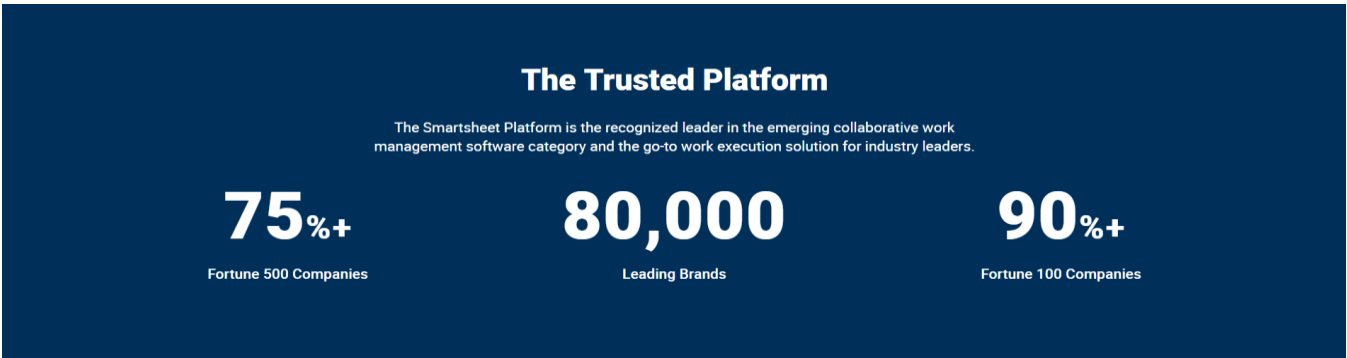 The Trusted Platform
The Smartsheet Platform is the recognized leader in the emerging collaborative work
management software category and the go-to work execution solution for industry leaders.
75%+
Fortune 500 Companies
80,000
Leading Brands
90%+
Fortune 100 Companies